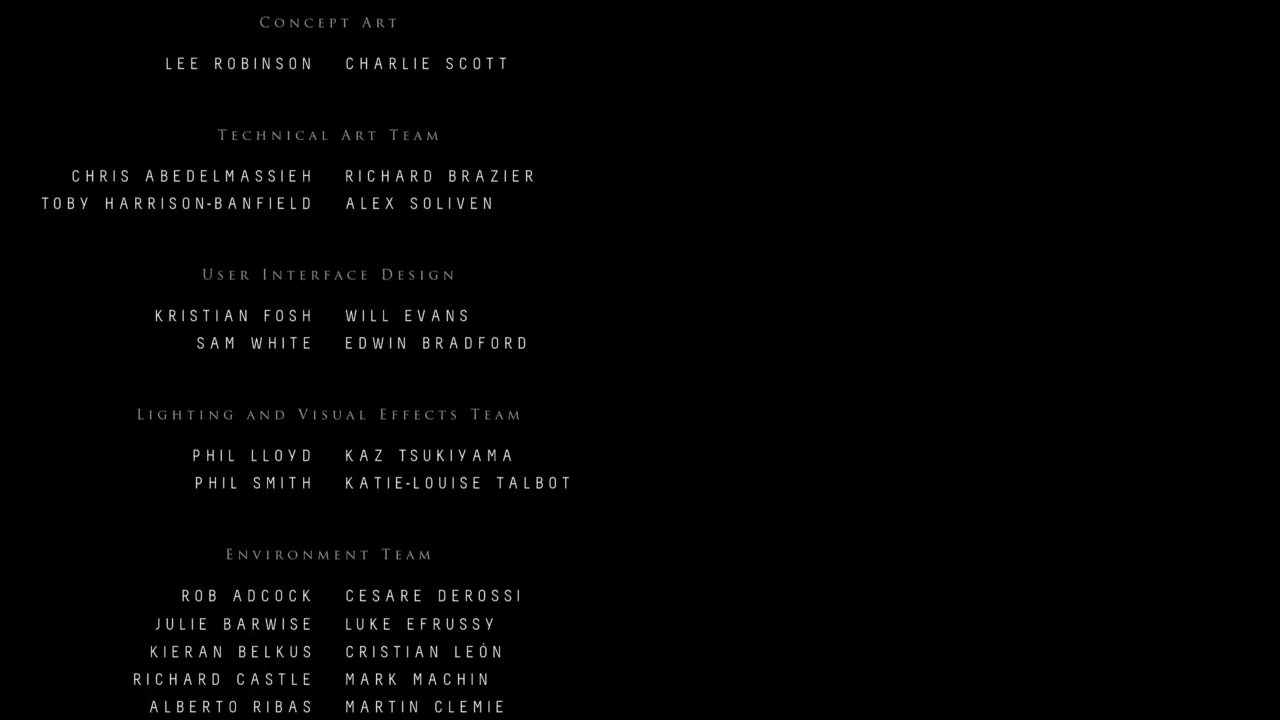 CONCEPT ART
LEE ROBINSON CHARLIE SCOTT
TECHNICAL ART TEAM
CHRIS ABEDELMASSIEH RICHARD BRAZIER
TOBY HARRISON-BANFIELD ALEX SOLIVEN
USER INTERFACE DESIGN
KRISTIAN FOSH WILL EVANS
SAM WHITE EDWIN BRADFORD
LIGHTING AND VISUAL EFFECTS TEAM
PHIL LLOYD KAZ TSUKIYAMA
PHIL SMITH KATIE-LOUISE TALBOT
ENVIRONMENT TEAM
ROB ADCOCK CESARE DEROSSI
JULIE BARWISE LUKE EFRUSSY
KIERAN BELKUS CRISTIAN LEÓN
RICHARD CASTLE MARK MACHIN
ALBERTO RIBAS MARTIN CLEMIE